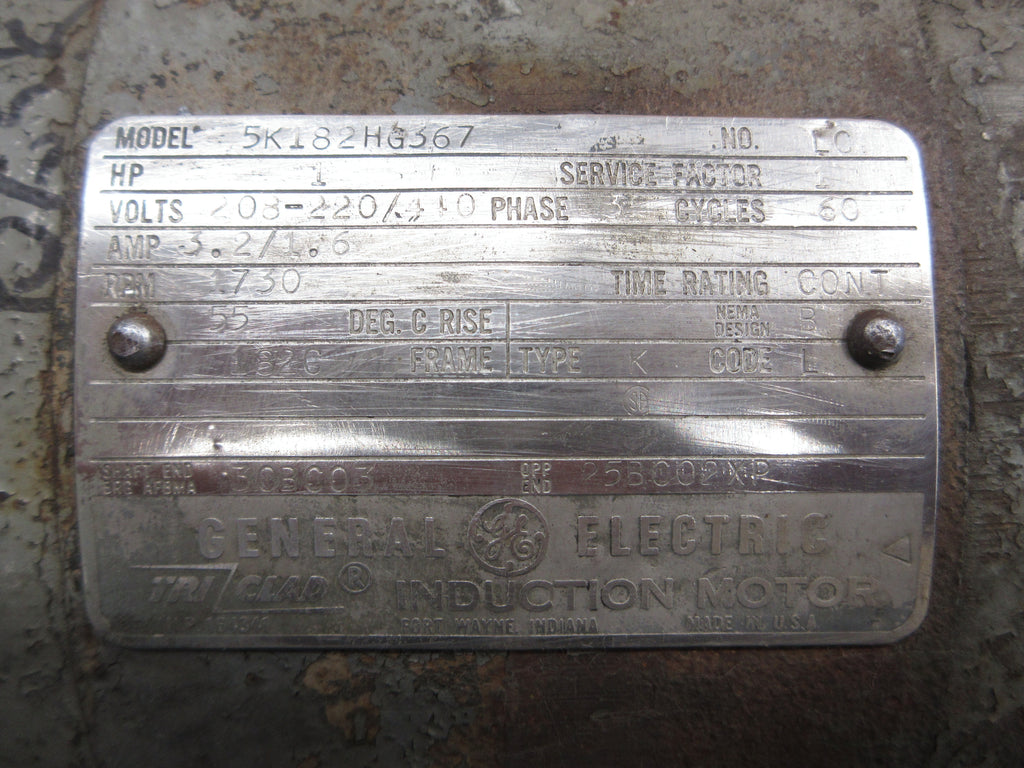 MODEL 5K182HG367 NO. LC
HP 1 SERVICE FACTOR 1
VOLTS 208-220/440 PHASE 3 CYCLES 60
AMP 3.2/1.6
RPM 1730 TIME RATING CONT
55 DEG. C RISE NEMA DESIGN B
182C FRAME TYPE K CODE L
SHAFT END BRG AFBMA 30BC03 OPP END 25BC02XP
GENERAL GE ELECTRIC
TRI CLAD ® INDUCTION MOTOR
FORT WAYNE, INDIANA MADE IN U.S.A